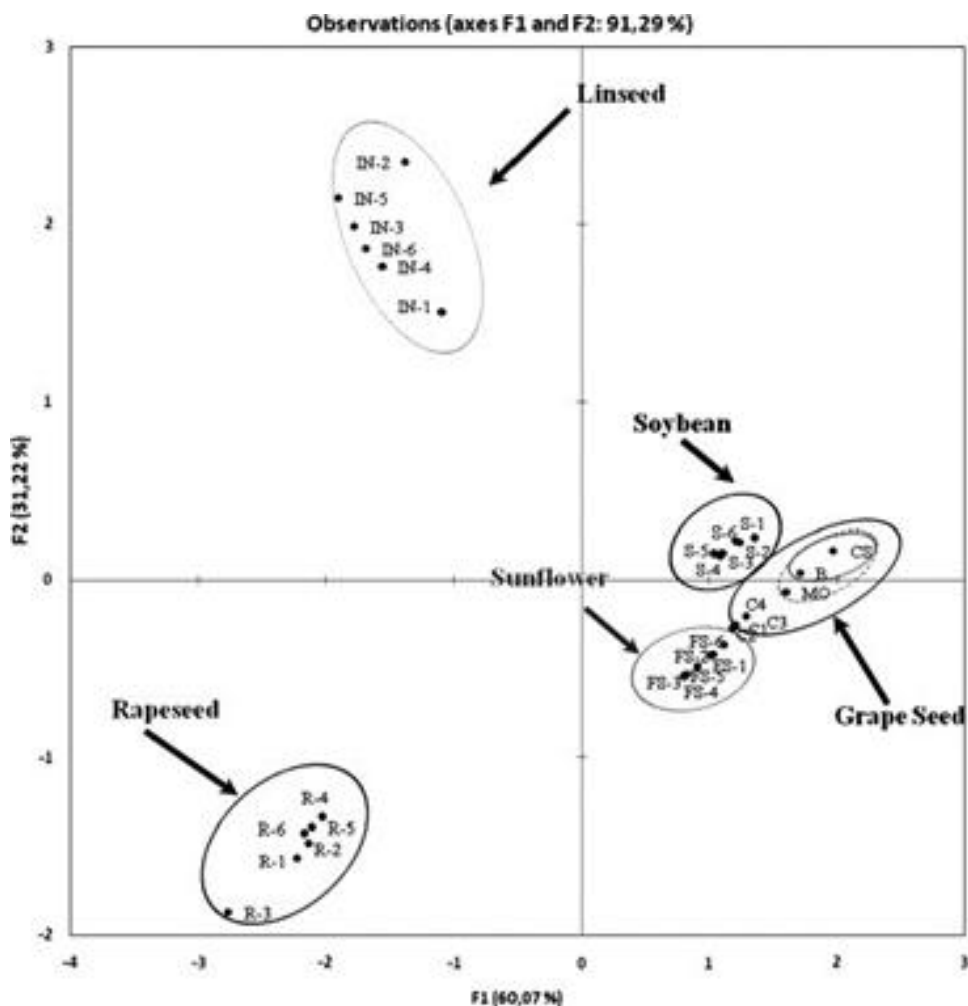 Observations (axes F1 and F2: 91,29 %)
3
Linseed
IN-2
IN-5
2
IN-3
IN-6
IN-4
IN-1
1
Soybean
F2 (31,22 %)
S-1
S-6
S-5
S-2
S-3
S-4
CS
B
Sunflower
0
MO
C4
C3
C1
FS-6
FS-2
FS-1
FS-5
FS-3
FS-4
Grape Seed
Rapeseed
-1
R-4
R-6
R-5
R-2
R-1
R-3
-2
-4
-3
-2
-1
0
1
2
3
F1 (60,07 %)